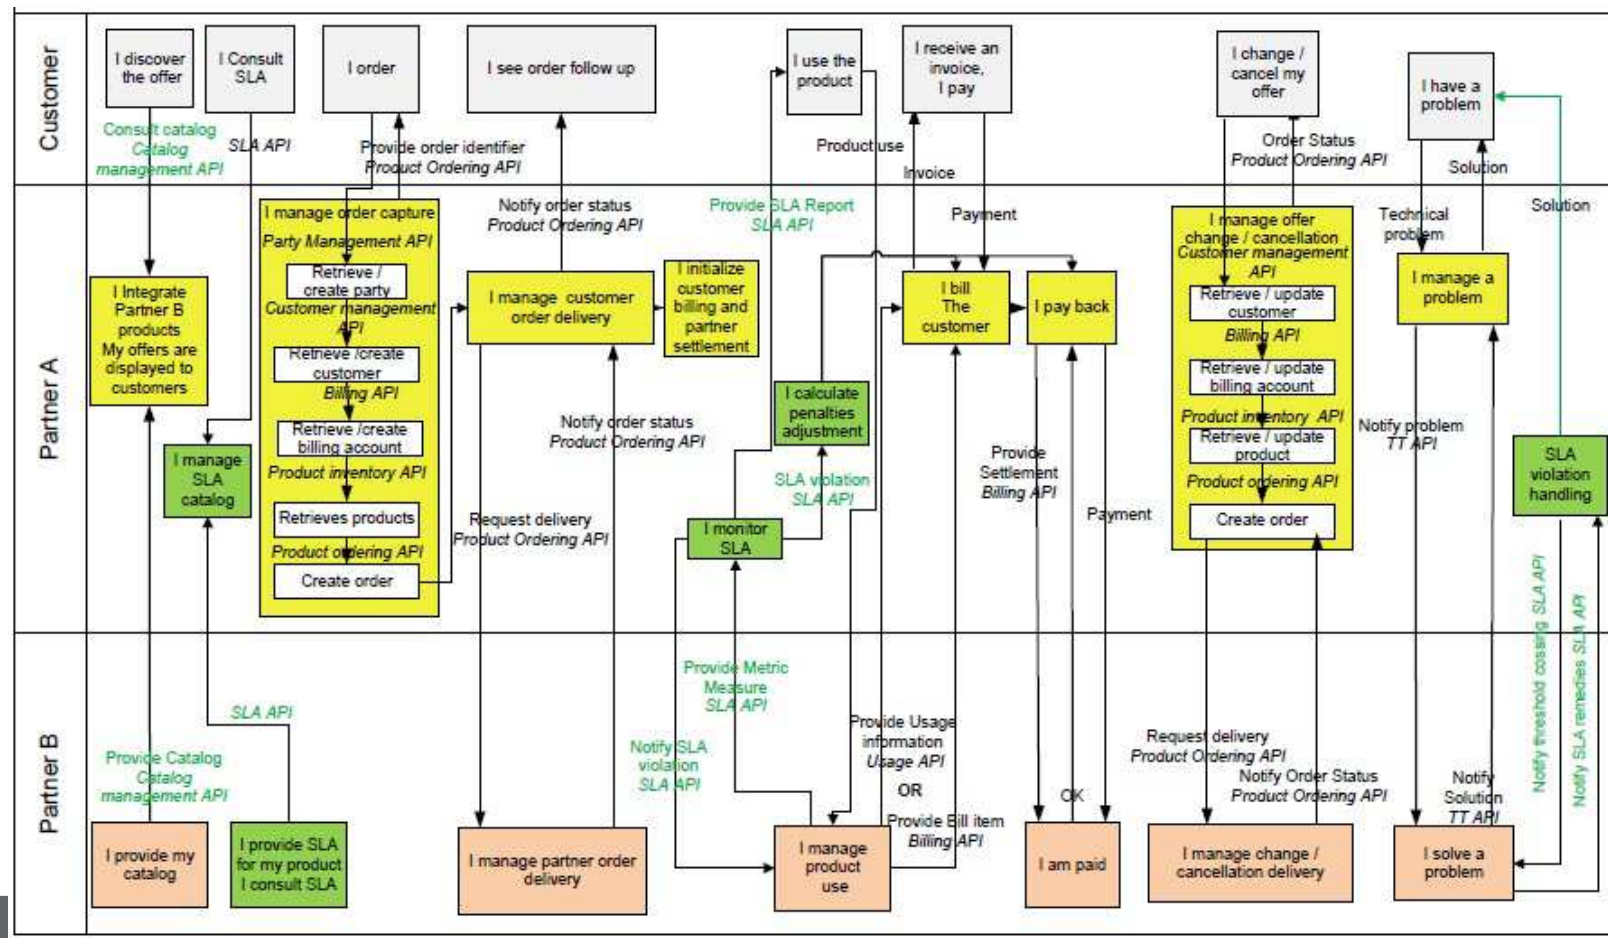 Customer
I discover
the offer
I Consult
SLA
I order
I see order follow up
I use the
product
I receive an
invoice,
I pay
I change /
cancel my
offer
I have a
problem
Consult catalog
Catalog
management API
SLA API
Provide order identifier
Product Ordering API
Product use
Invoice
Order Status
Product Ordering API
Solution
Partner A
I manage order capture
Party Management API
Retrieve /
create party
Customer management
API
Retrieve /create
customer
Billing API
Retrieve /create
billing account
Product inventory API
Retrieves products
Product ordering API
Create order
Notify order status
Product Ordering API
Provide SLA Report
SLA API
Payment
Technical
problem
Solution
I Integrate
Partner B
products
My offers are
displayed to
customers
I manage customer
order delivery
I initialize
customer
billing and
partner
settlement
I bill
The
customer
I pay back
I manage offer
change / cancellation
Customer management
API
Retrieve / update
customer
Billing API
Retrieve / update
billing account
Product inventory API
Retrieve / update
product
Product ordering API
Create order
I manage a
problem
I manage
SLA
catalog
Notify order status
Product Ordering API
I calculate
penalties
adjustment
SLA violation
SLA API
Provide
Settlement
Billing API
Payment
Notify problem
TT API
SLA
violation
handling
Request delivery
Product Ordering API
I monitor
SLA
Notify threshold cossing SLA API
Notify SLA remedies SLA API
Partner B
SLA API
Provide Catalog
Catalog
management API
Provide Metric
Measure
SLA API
Notify SLA
violation
SLA API
Provide Usage
information
Usage API
OR
Provide Bill item
Billing API
OK
Request delivery
Product Ordering API
Notify Order Status
Product Ordering API
Notify
Solution
TT API
I provide my
catalog
I provide SLA
for my product
I consult SLA
I manage partner order
delivery
I manage
product
use
I am paid
I manage change /
cancellation delivery
I solve a
problem